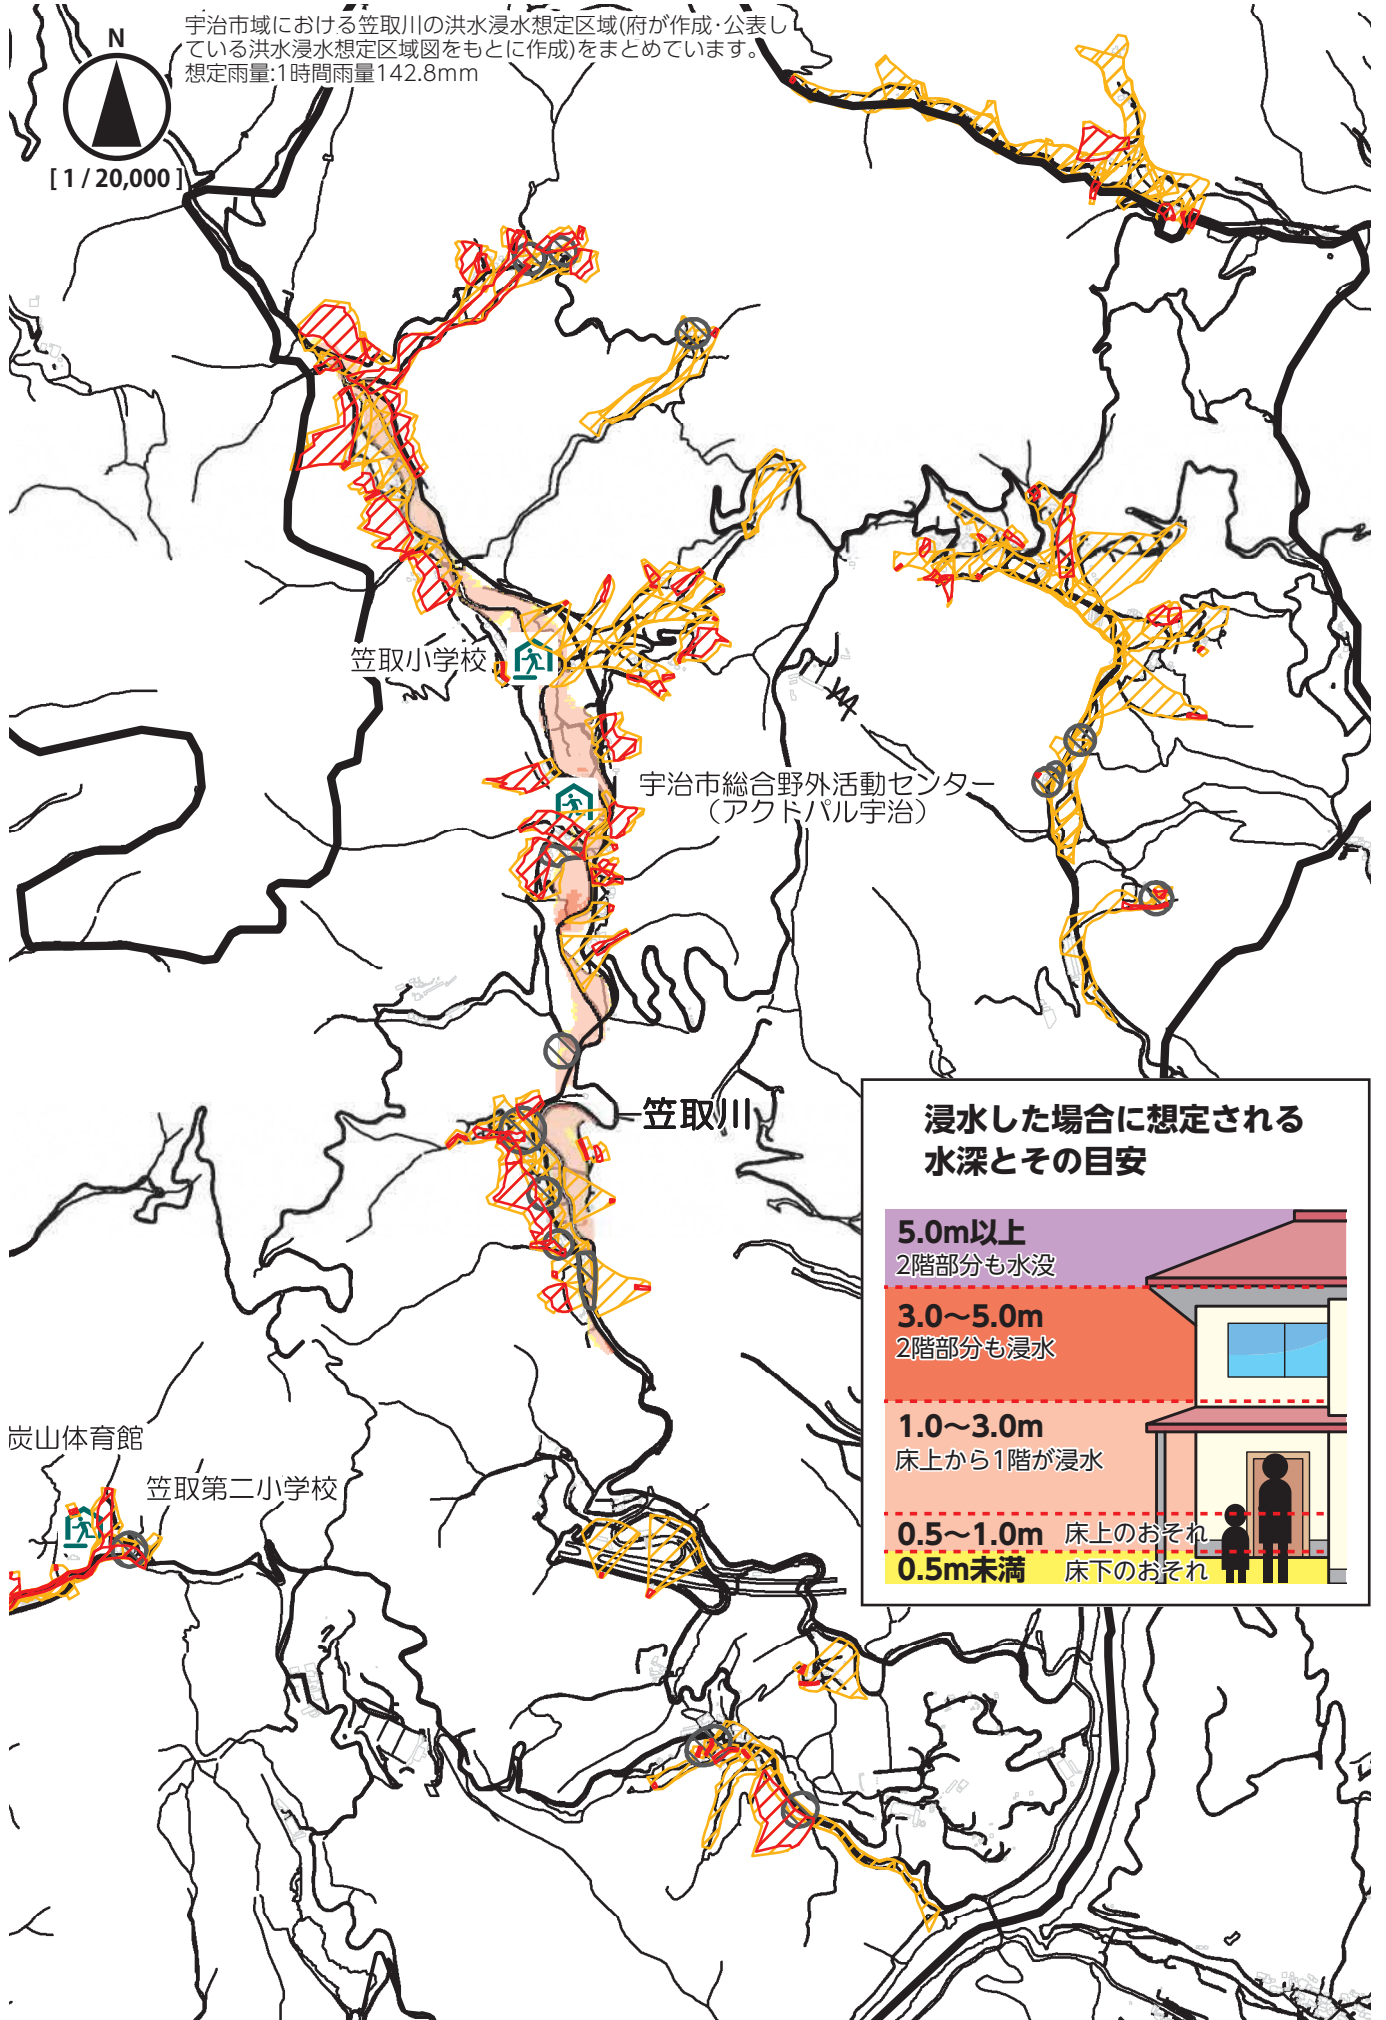 宇治市域における笠取川の洪水浸水想定区域(府が作成・公表し
ている洪水浸水想定区域図をもとに作成)をまとめています。
想定雨量:1時間雨量142.8mm
N
[ 1 / 20,000 ]
笠取小学校
宇治市総合野外活動センター
（アクトパル宇治）
笠取川
炭山体育館
笠取第二小学校
浸水した場合に想定される
水深とその目安
5.0m以上
2階部分も水没
3.0～5.0m
2階部分も浸水
1.0～3.0m
床上から1階が浸水
0.5～1.0m 床上のおそれ
0.5m未満 床下のおそれ